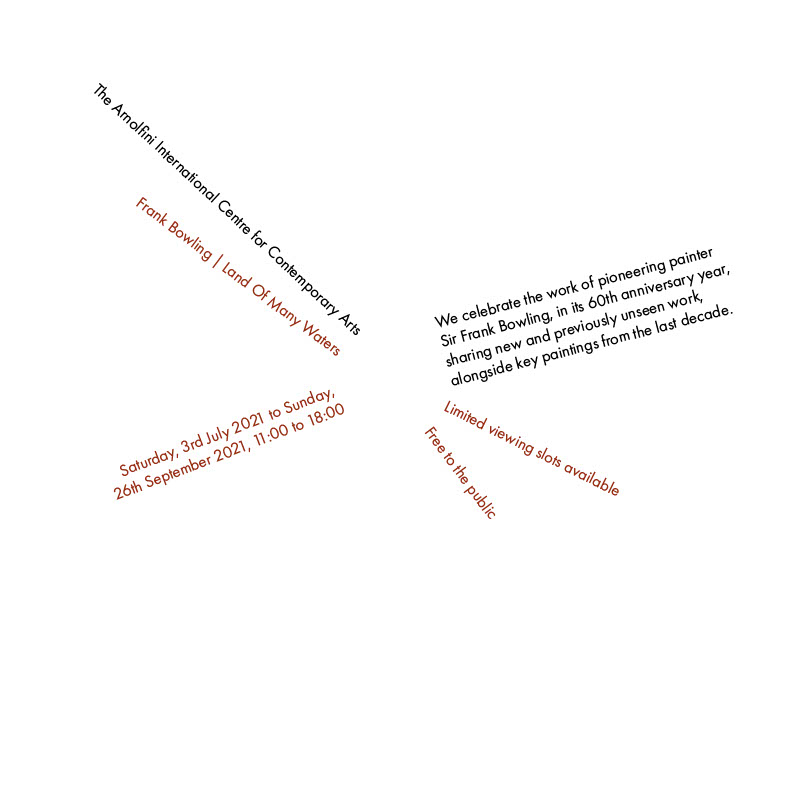 The Arnolfini International Centre for Contemporary Arts
Frank Bowling | Land Of Many Waters
Saturday, 3rd July 2021 to Sunday,
26th September 2021, 11:00 to 18:00
We celebrate the work of pioneering painter
Sir Frank Bowling, in its 60th anniversary year,
sharing new and previously unseen work,
alongside key paintings from the last decade.
Limited viewing slots available
Free to the public